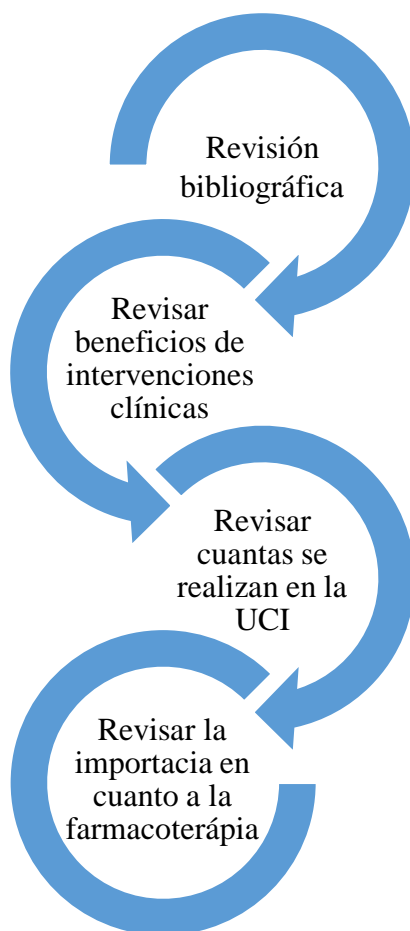 Revisión
bibliográfica
Revisar
beneficios de
intervenciones
clínicas
Revisar
cuantas se
realizan en la
UCI
Revisar la
importacia en
cuanto a la
farmacoterápia